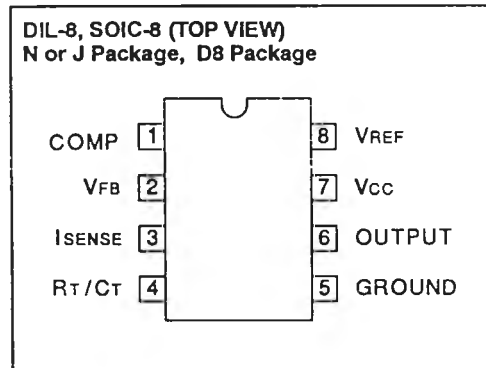 DIL-8, SOIC-8 (TOP VIEW)
N or J Package, D8 Package
COMP 1 8 VREF
VFB 2 7 VCC
ISENSE 3 6 OUTPUT
RT/CT 4 5 GROUND